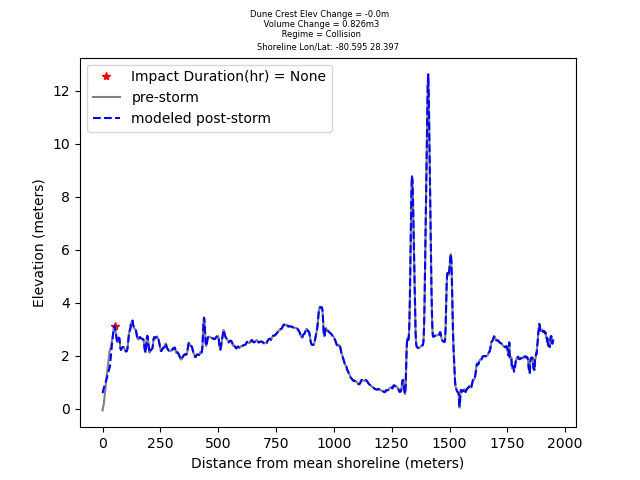 Dune Crest Elev Change = -0.0m
Volume Change = 0.826m3
Regime = Collision
Shoreline Lon/Lat: -80.595 28.397
Impact Duration(hr) = None
pre-storm
modeled post-storm
Elevation (meters)
12
10
8
6
4
2
0
0 250 500 750 1000 1250 1500 1750 2000
Distance from mean shoreline (meters)